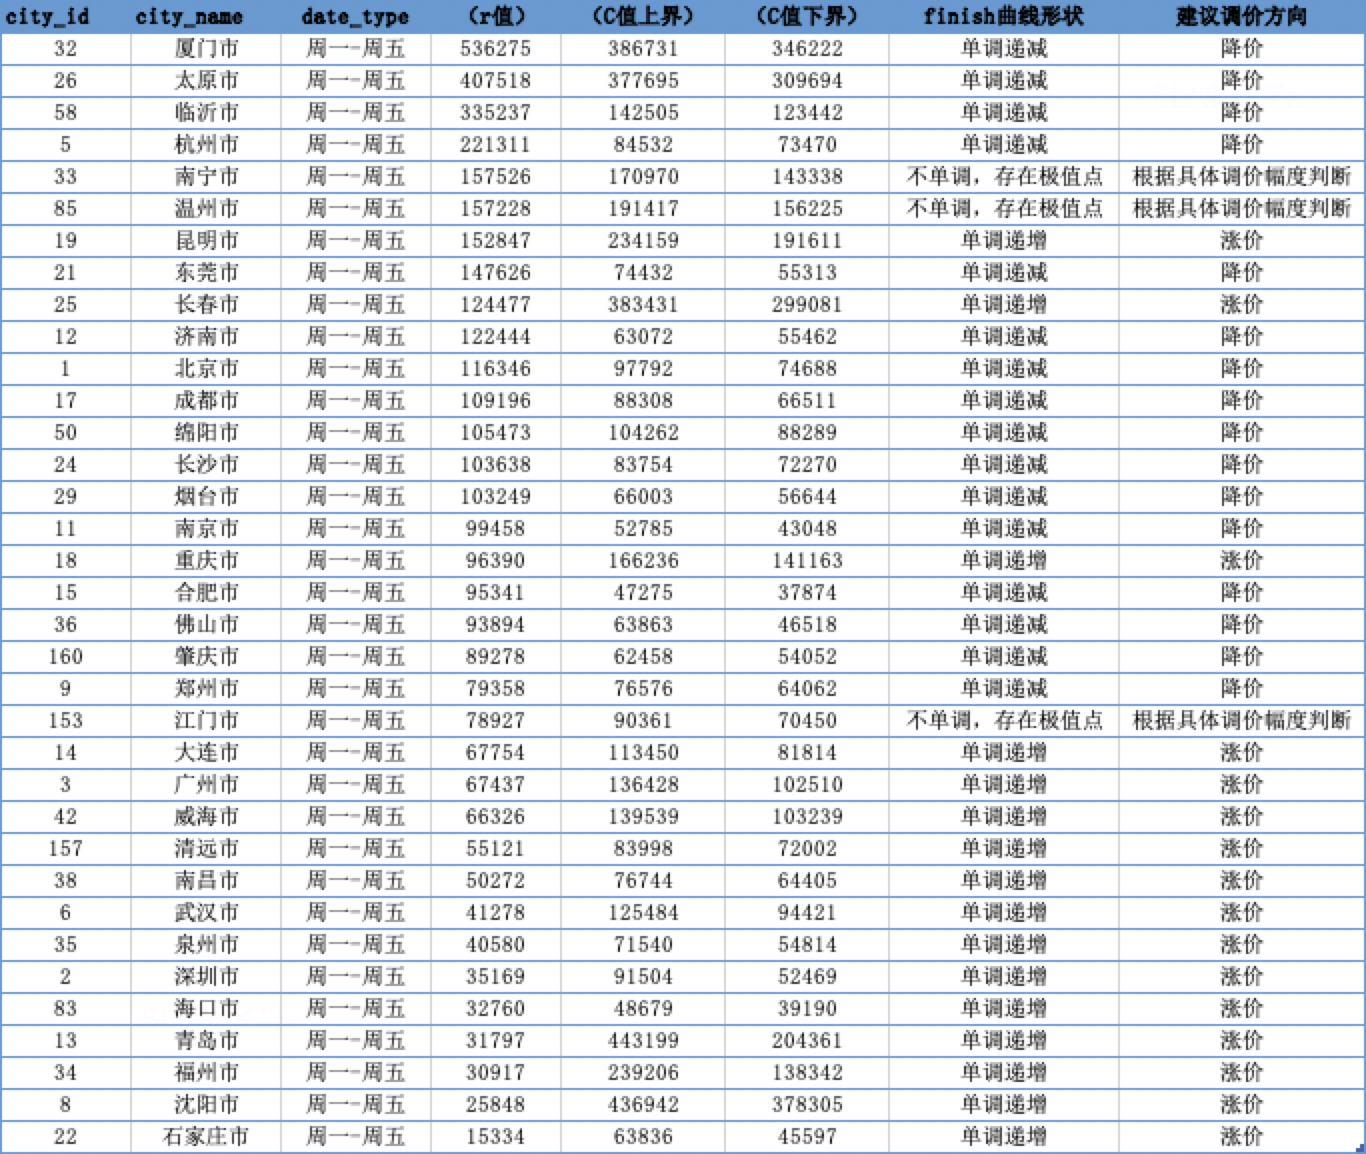 city_id city_name date_type （r值） （C值上界） （C值下界） finish曲线形状 建议调价方向
32 厦门市 周一-周五 536275 386731 346222 单调递减 降价
26 太原市 周一-周五 407518 377695 309694 单调递减 降价
58 临沂市 周一-周五 335237 142505 123442 单调递减 降价
5 杭州市 周一-周五 221311 84532 73470 单调递减 降价
33 南宁市 周一-周五 157526 170970 143338 不单调，存在极值点 根据具体调价幅度判断
85 温州市 周一-周五 157228 191417 156225 不单调，存在极值点 根据具体调价幅度判断
19 昆明市 周一-周五 152847 234159 191611 单调递增 涨价
21 东莞市 周一-周五 147626 74432 55313 单调递减 降价
25 长春市 周一-周五 124477 383431 299081 单调递增 涨价
12 济南市 周一-周五 122444 63072 55462 单调递减 降价
1 北京市 周一-周五 116346 97792 74688 单调递减 降价
17 成都市 周一-周五 109196 88308 66511 单调递减 降价
50 绵阳市 周一-周五 105473 104262 88289 单调递减 降价
24 长沙市 周一-周五 103638 83754 72270 单调递减 降价
29 烟台市 周一-周五 103249 66003 56644 单调递减 降价
11 南京市 周一-周五 99458 52785 43048 单调递减 降价
18 重庆市 周一-周五 96390 166236 141163 单调递增 涨价
15 合肥市 周一-周五 95341 47275 37874 单调递减 降价
36 佛山市 周一-周五 93894 63863 46518 单调递减 降价
160 肇庆市 周一-周五 89278 62458 54052 单调递减 降价
9 郑州市 周一-周五 79358 76576 64062 单调递减 降价
153 江门市 周一-周五 78927 90361 70450 不单调，存在极值点 根据具体调价幅度判断
14 大连市 周一-周五 67754 113450 81814 单调递增 涨价
3 广州市 周一-周五 67437 136428 102510 单调递增 涨价
42 威海市 周一-周五 66326 139539 103239 单调递增 涨价
157 清远市 周一-周五 55121 83998 72002 单调递增 涨价
38 南昌市 周一-周五 50272 76744 64405 单调递增 涨价
6 武汉市 周一-周五 41278 125484 94421 单调递增 涨价
35 泉州市 周一-周五 40580 71540 54814 单调递增 涨价
2 深圳市 周一-周五 35169 91504 52469 单调递增 涨价
83 海口市 周一-周五 32760 48679 39190 单调递增 涨价
13 青岛市 周一-周五 31797 443199 204361 单调递增 涨价
34 福州市 周一-周五 30917 239206 138342 单调递增 涨价
8 沈阳市 周一-周五 25848 436942 378305 单调递增 涨价
22 石家庄市 周一-周五 15334 63836 45597 单调递增 涨价